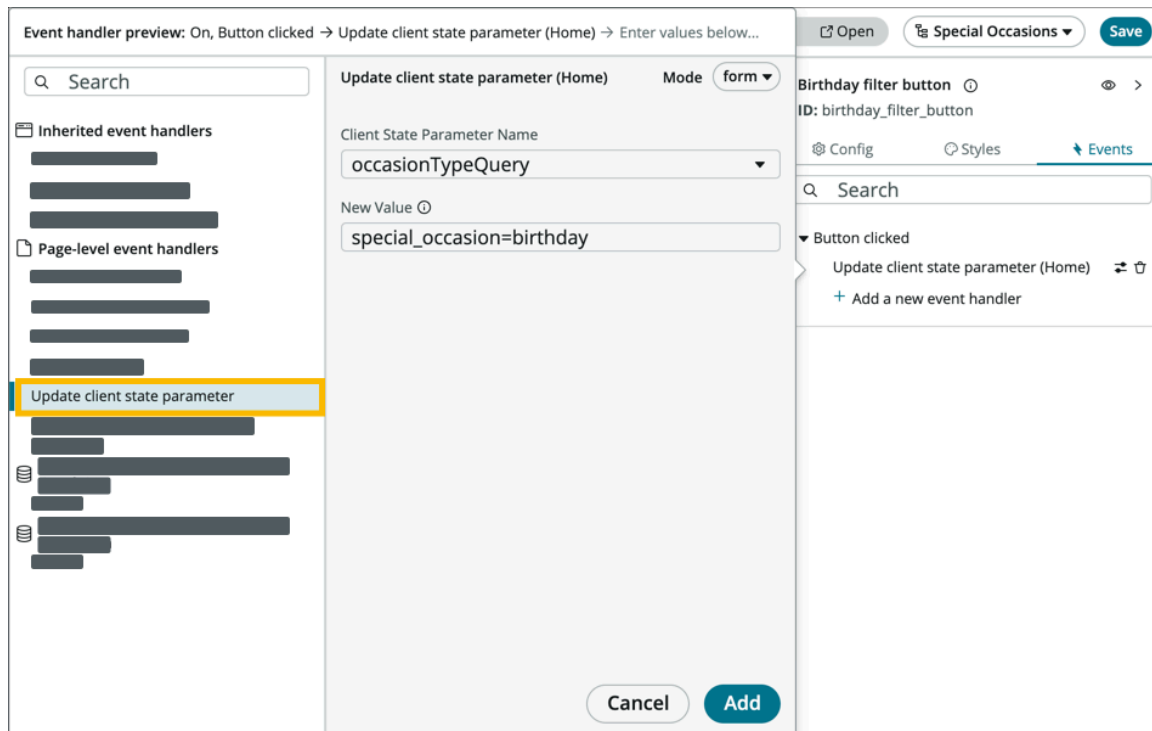 Event handler preview: On, Button clicked → Update client state parameter (Home) → Enter values below...
Open
Special Occasions
Save
Search
Inherited event handlers
Page-level event handlers
Update client state parameter
Update client state parameter (Home)
Mode
form
Client State Parameter Name
occasionTypeQuery
New Value
special_occasion=birthday
Cancel
Add
Birthday filter button
ID: birthday_filter_button
Config
Styles
Events
Search
Button clicked
Update client state parameter (Home)
+ Add a new event handler